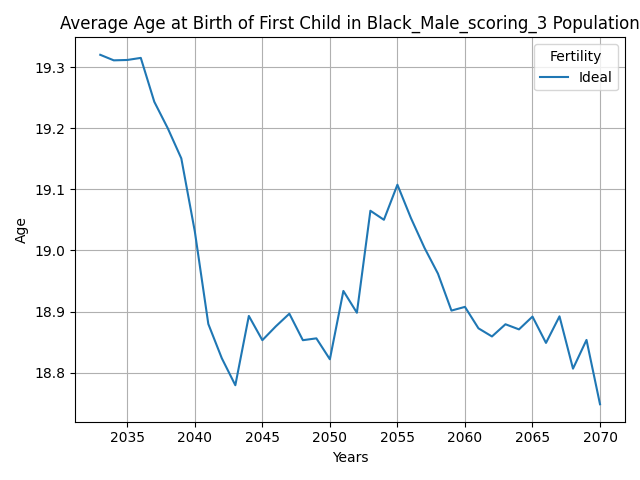 Average Age at Birth of First Child in Black_Male_scoring_3 Population
Fertility
Ideal
19.3
19.2
19.1
19.0
18.9
18.8
Age
2035 2040 2045 2050 2055 2060 2065 2070
Years